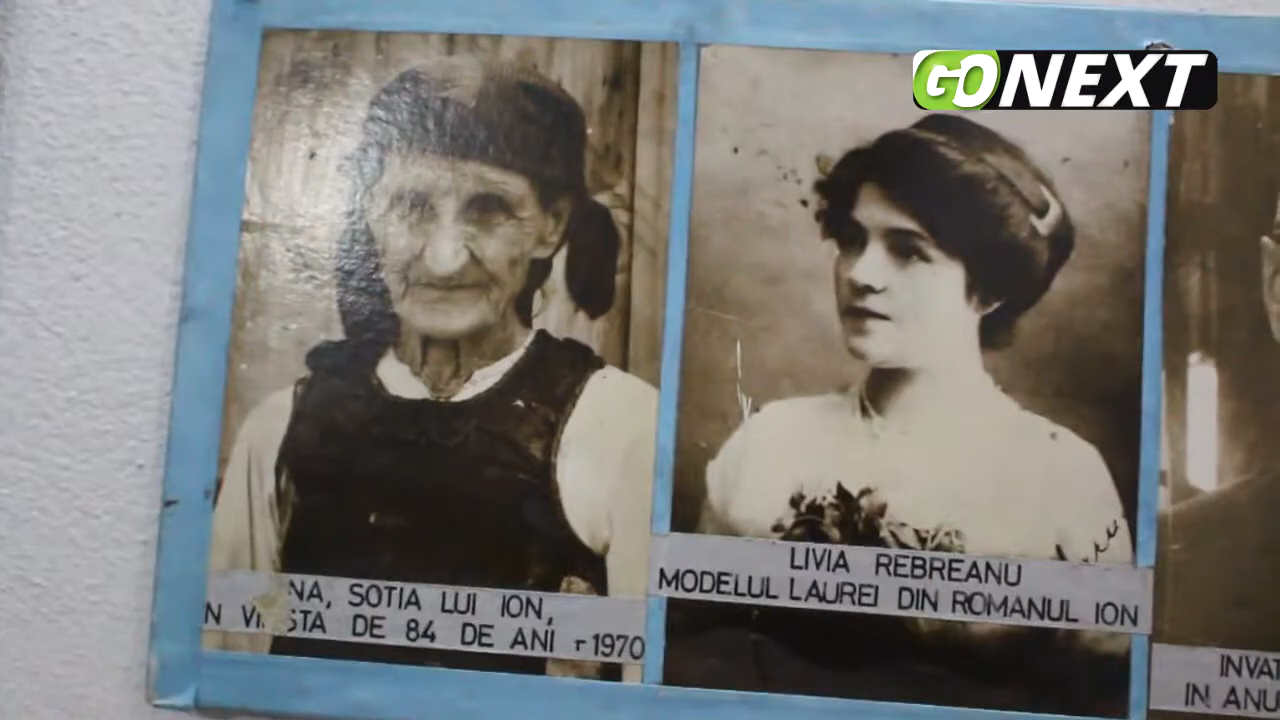 GONEXT
NA, SOTIA LUI ION,
DE 84 DE ANI 1970
LIVIA REBREANU
MODELUL LAUREI DIN ROMANUL ION
INVAT
IN ANU